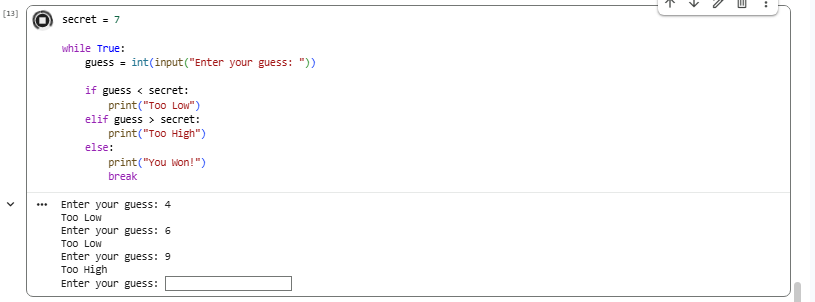 [13]
secret = 7
while True:
guess = int(input("Enter your guess: "))
if guess < secret:
print("Too Low")
elif guess > secret:
print("Too High")
else:
print("You Won!")
break
Enter your guess: 4
Too Low
Enter your guess: 6
Too Low
Enter your guess: 9
Too High
Enter your guess: